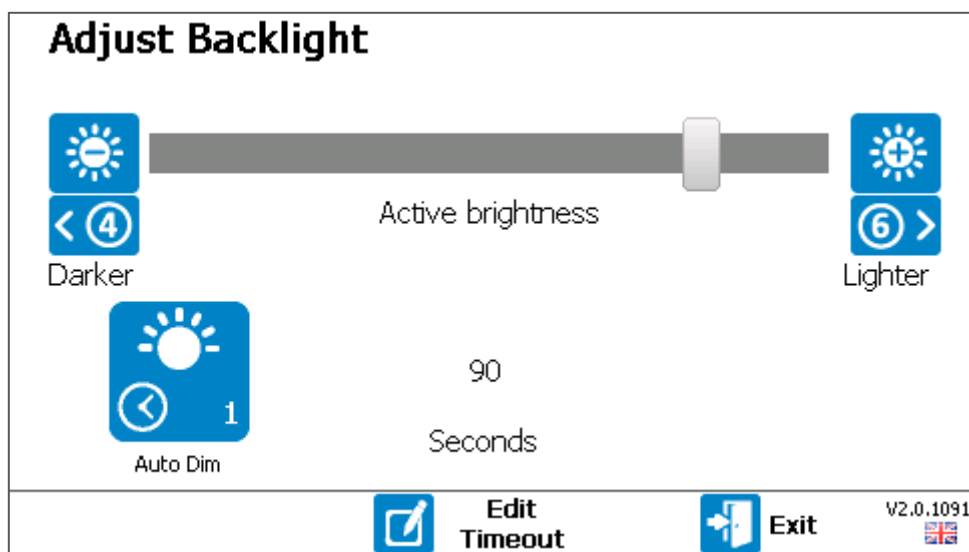 Adjust Backlight
4
6
Active brightness
Darker
Lighter
90
1
Seconds
Auto Dim
Edit
Timeout
Exit
V2.0.1091